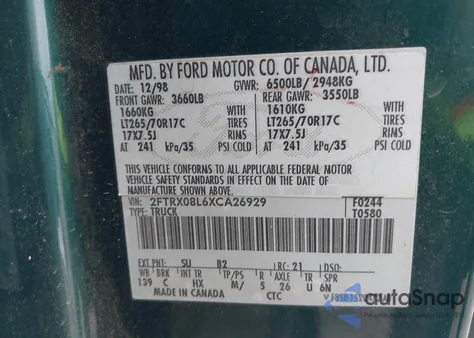 MFD. BY FORD MOTOR CO. OF CANADA, LTD.
DATE: 12/98 GVWR: 6500LB/ 2948KG
FRONT GAWR: 3660LB REAR GAWR: 3550LB
1660KG WITH 1610KG WITH
LT265/70R17C TIRES LT265/70R17C TIRES
17X7.5J RIMS 17X7.5J RIMS
AT 241 kPa/35 PSI COLD AT 241 kPa/35 PSI COLD
THIS VEHICLE CONFORMS TO ALL APPLICABLE FEDERAL MOTOR
VEHICLE SAFETY STANDARDS IN EFFECT ON THE DATE OF
MANUFACTURE SHOWN ABOVE.
VIN: 2FTRX08L6XCA26929 F0244
TYPE: TRUCK T0580
EXT PNT: SU B2 RC: 21 DSO:
WB BRK INT TR TP/PS R AXLE TR SPR
139 C HX M/ 5 26 U 6N
MADE IN CANADA CTC
autoSnap